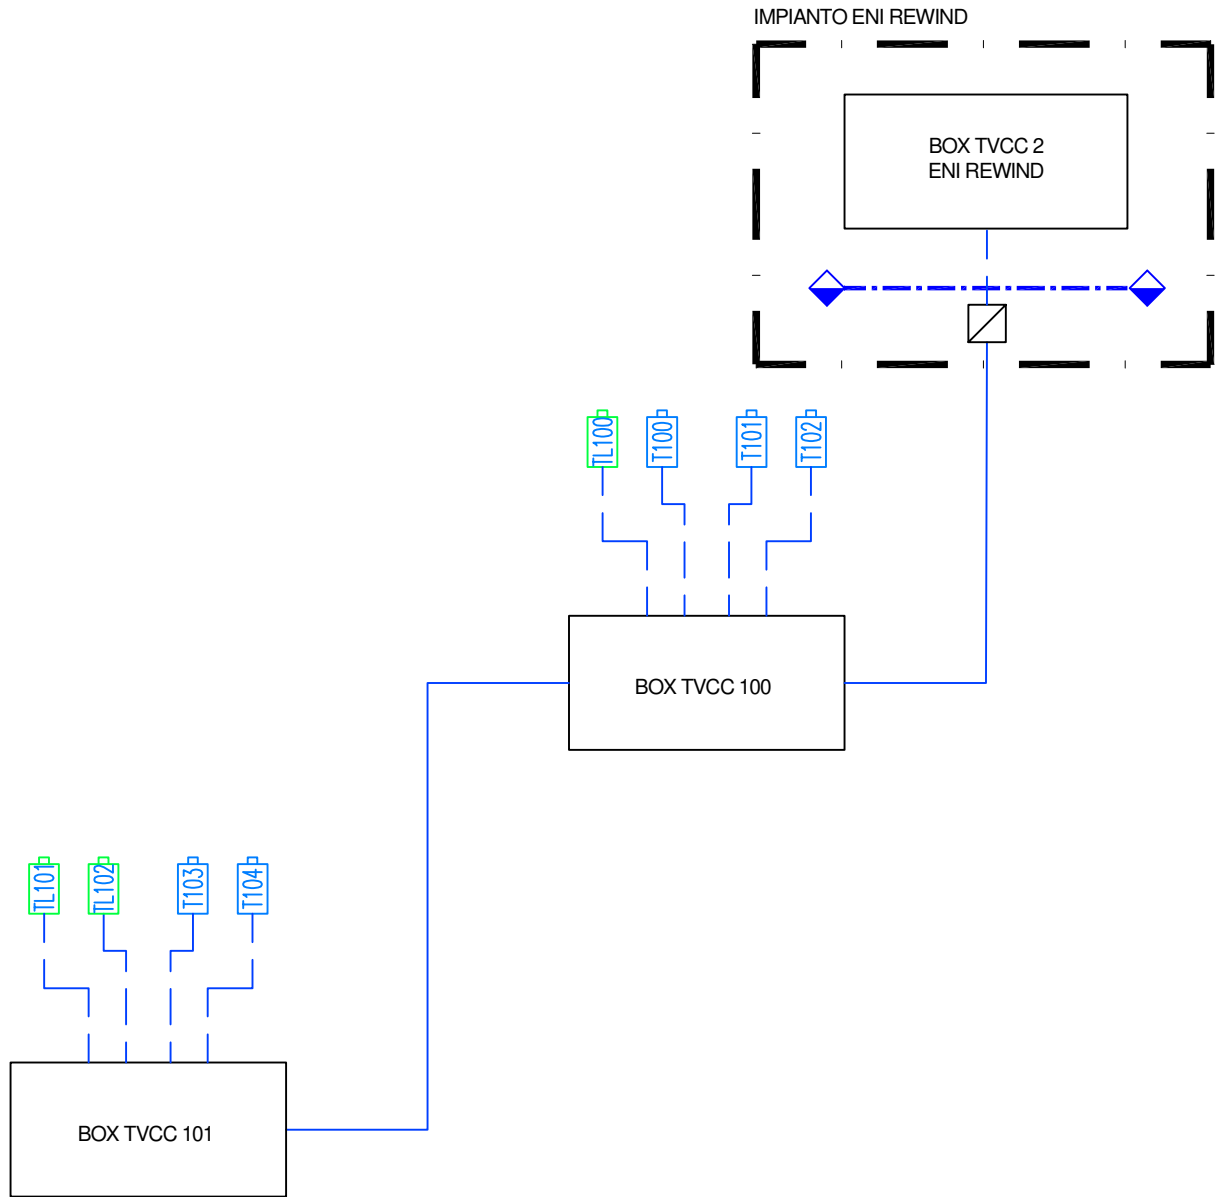 IMPIANTO ENI REWIND
BOX TVCC 2
ENI REWIND
TL100
T100
T101
T102
BOX TVCC 100
TL101
TL102
T103
T104
BOX TVCC 101